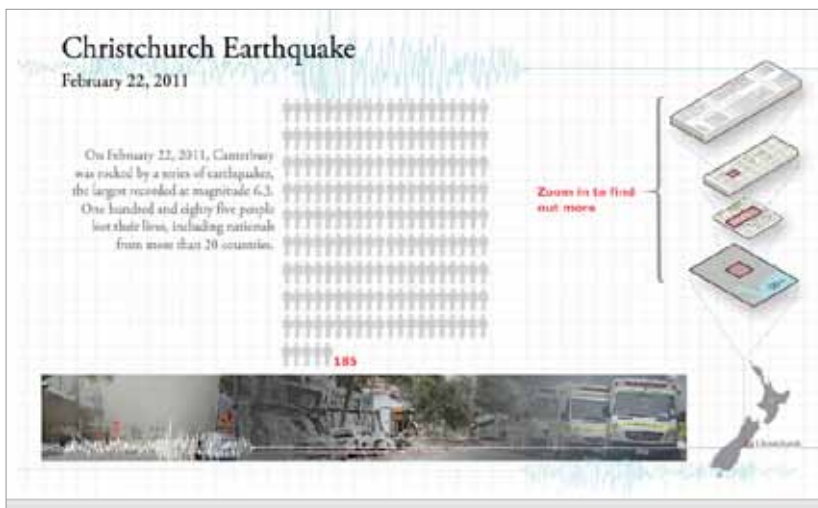 Christchurch Earthquake
February 22, 2011
On February 22, 2011, Canterbury
was rocked by a series of earthquakes,
the largest recorded at magnitude 6.3.
One hundred and eighty five people
lost their lives, including nationals
from more than 20 countries.
Zoom in to find
out more
185
Christchurch